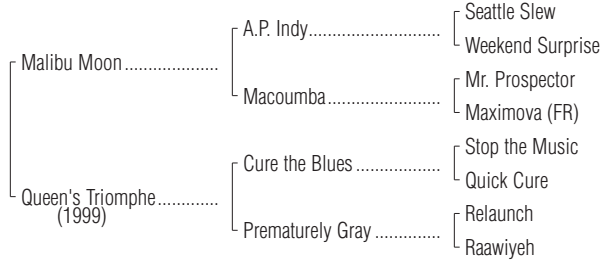 Seattle Slew
A.P. Indy............................
Weekend Surprise
Malibu Moon....................
Mr. Prospector
Macoumba........................
Maximova (FR)
Stop the Music
Cure the Blues..................
Quick Cure
Queen's Triomphe.............
(1999)
Relaunch
Prematurely Gray..............
Raawiyeh